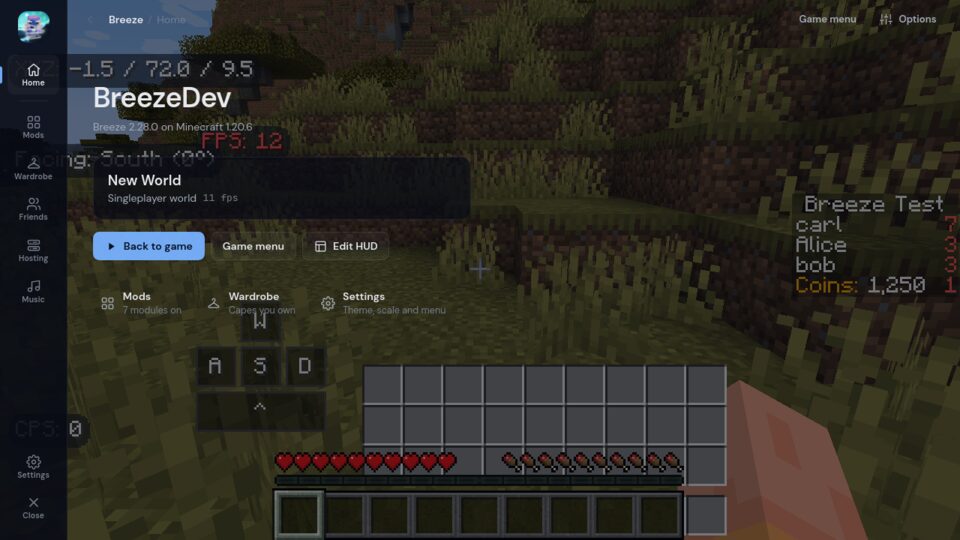 Breeze / Home
Game menu
Options
-1.5 / 72.0 / 9.5
Home
BreezeDev
Breeze 2.28.0 on Minecraft 1.20.6
FPS: 12
Mods
ng: South (0°)
Wardrobe
New World
Singleplayer world 11 fps
Friends
Breeze Test
carl 7
Alice 3
bob 3
Coins: 1,250 1
Hosting
Back to game
Game menu
Edit HUD
Music
Mods
7 modules on
Wardrobe
Capes you own
Settings
Theme, scale and menu
W
A
S
D
^
CPS: 0
Settings
Close